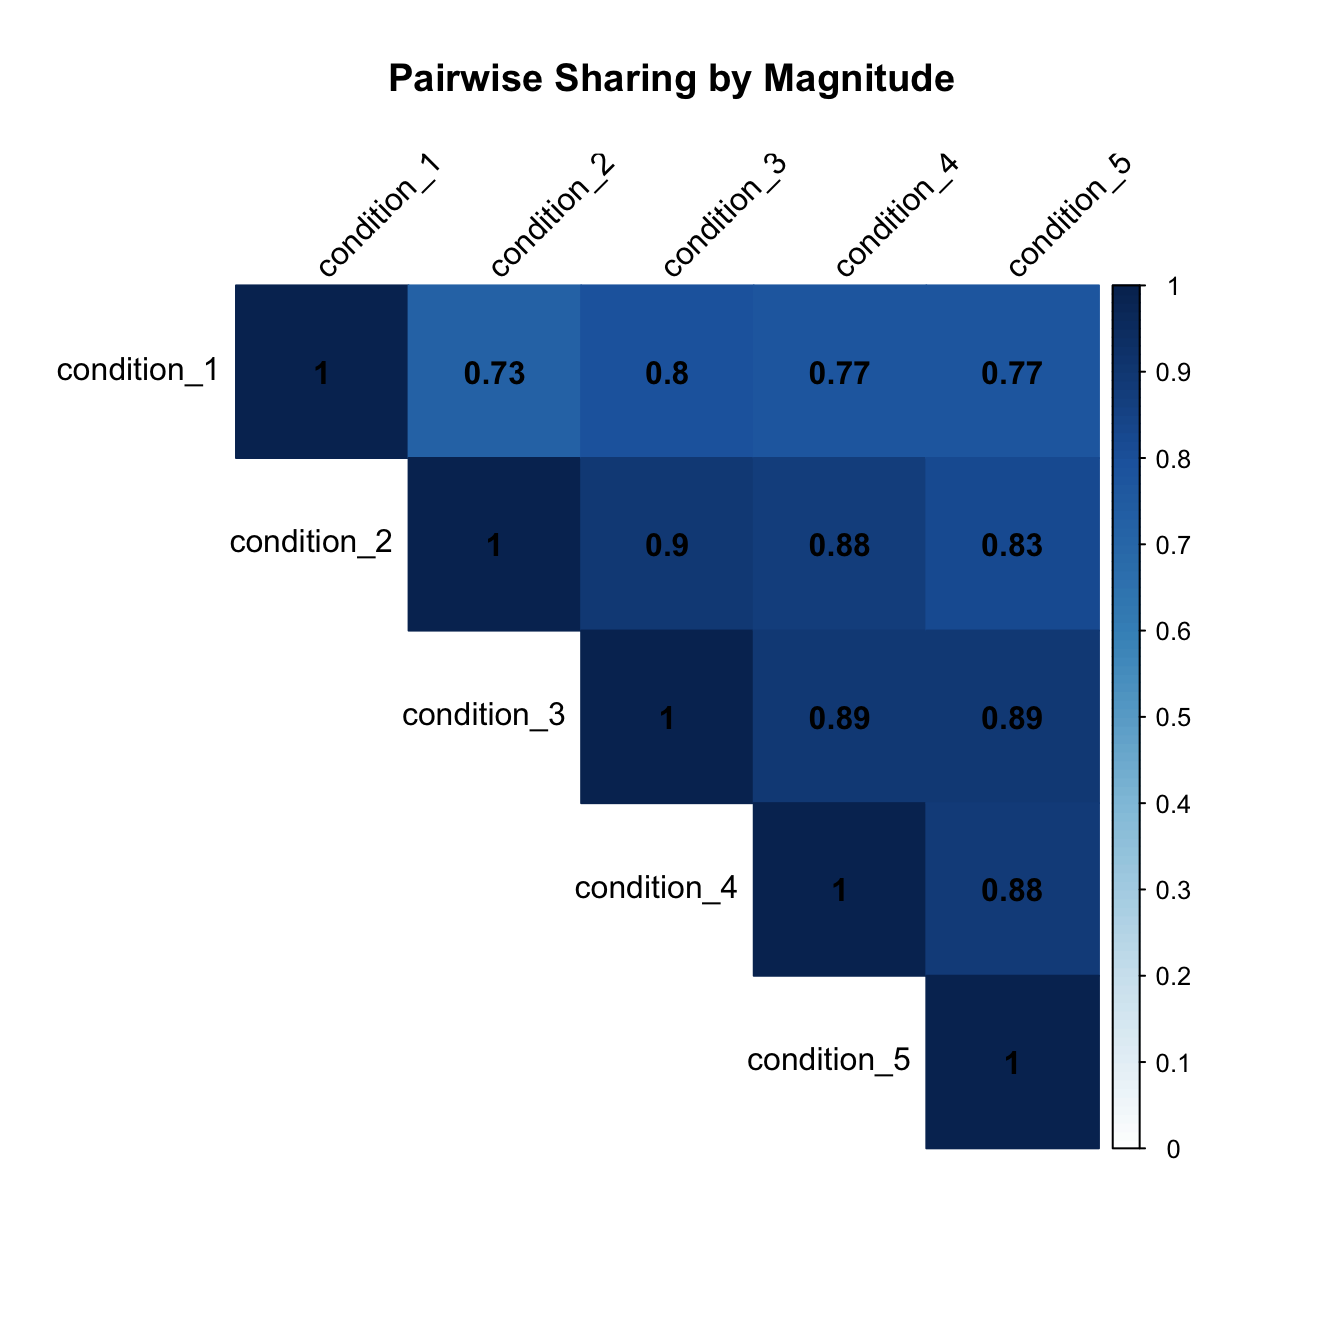 Pairwise Sharing by Magnitude
condition_1 condition_2 condition_3 condition_4 condition_5
condition_1 1 0.73 0.8 0.77 0.77
condition_2 1 0.9 0.88 0.83
condition_3 1 0.89 0.89
condition_4 1 0.88
condition_5 1
1
0.9
0.8
0.7
0.6
0.5
0.4
0.3
0.2
0.1
0